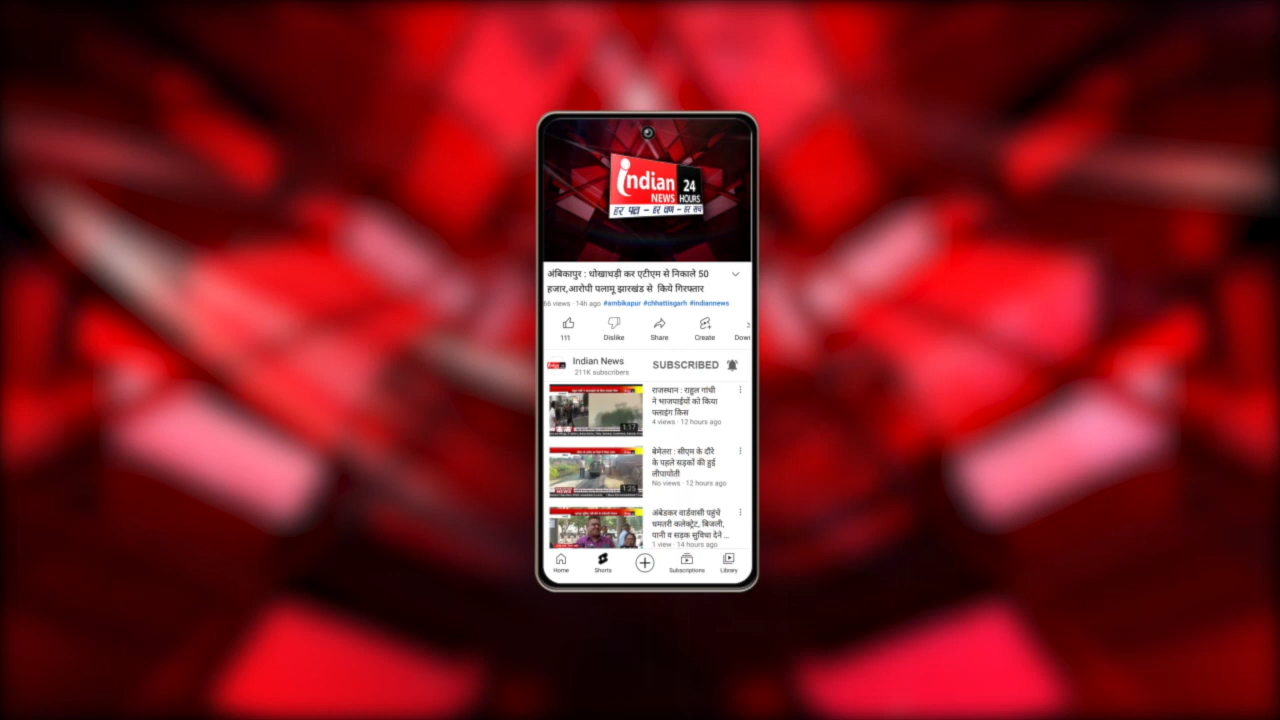 indian
NEWS
24
HOURS
हर पल – हर क्षण – हर सच
अंबिकापुर : धोखाधड़ी कर एटीएम से निकाले 50
हजार,आरोपी पलामू झारखंड से किये गिरफ्तार
66 views · 14h ago #ambikapur #chhattisgarh #indiannews
111
Dislike
Share
Create
Down
Indian News
211K subscribers
SUBSCRIBED
राजस्थान : राहुल गांधी
ने भाजपाईयों को किया
फ्लाइंग किस
4 views · 12 hours ago
1:17
बेमेतरा : सीएम के दौरे
के पहले सड़कों की हुई
लीपापोती
No views · 12 hours ago
1:25
अंबेडकर वार्डवासी पहुंचे
धमतरी कलेक्ट्रेट, बिजली,
पानी व सड़क सुविधा देने ...
1 view · 14 hours ago
Home
Shorts
Subscriptions
Library